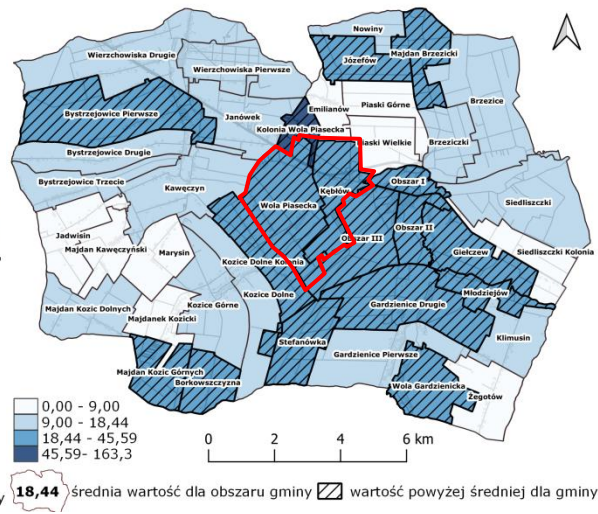 Nowiny
Wierzchowiska Drugie
Józefów
Majdan Brzezicki
Wierzchowiska Pierwsze
Brzezice
Bystrzejowice Pierwsze
Janówek
Emilianów
Piaski Górne
Kolonia Wola Piasecka
Piaski Wielkie
Brzeziczki
Bystrzejowice Drugie
Bystrzejowice Trzecie
Kawęczyn
Kębłów
Obszar I
Wola Piasecka
Siedliszczki
Jadwisin
Majdan Kawęczyński
Marysin
Obszar III
Obszar II
Giełczew
Siedliszczki Kolonia
Kozice Dolne Kolonia
Młodziejów
Kozice Dolne
Kozice Górne
Gardzienice Drugie
Majdan Kozic Dolnych
Majdanek Kozicki
Klimusin
Stefanówka
Gardzienice Pierwsze
Majdan Kozic Górnych
Borkowszczyzna
Wola Gardzienicka
Żegotów
0,00 - 9,00
9,00 - 18,44
18,44 - 45,59
45,59- 163,3
0 2 4 6 km
y 18,44 średnia wartość dla obszaru gminy wartość powyżej średniej dla gminy